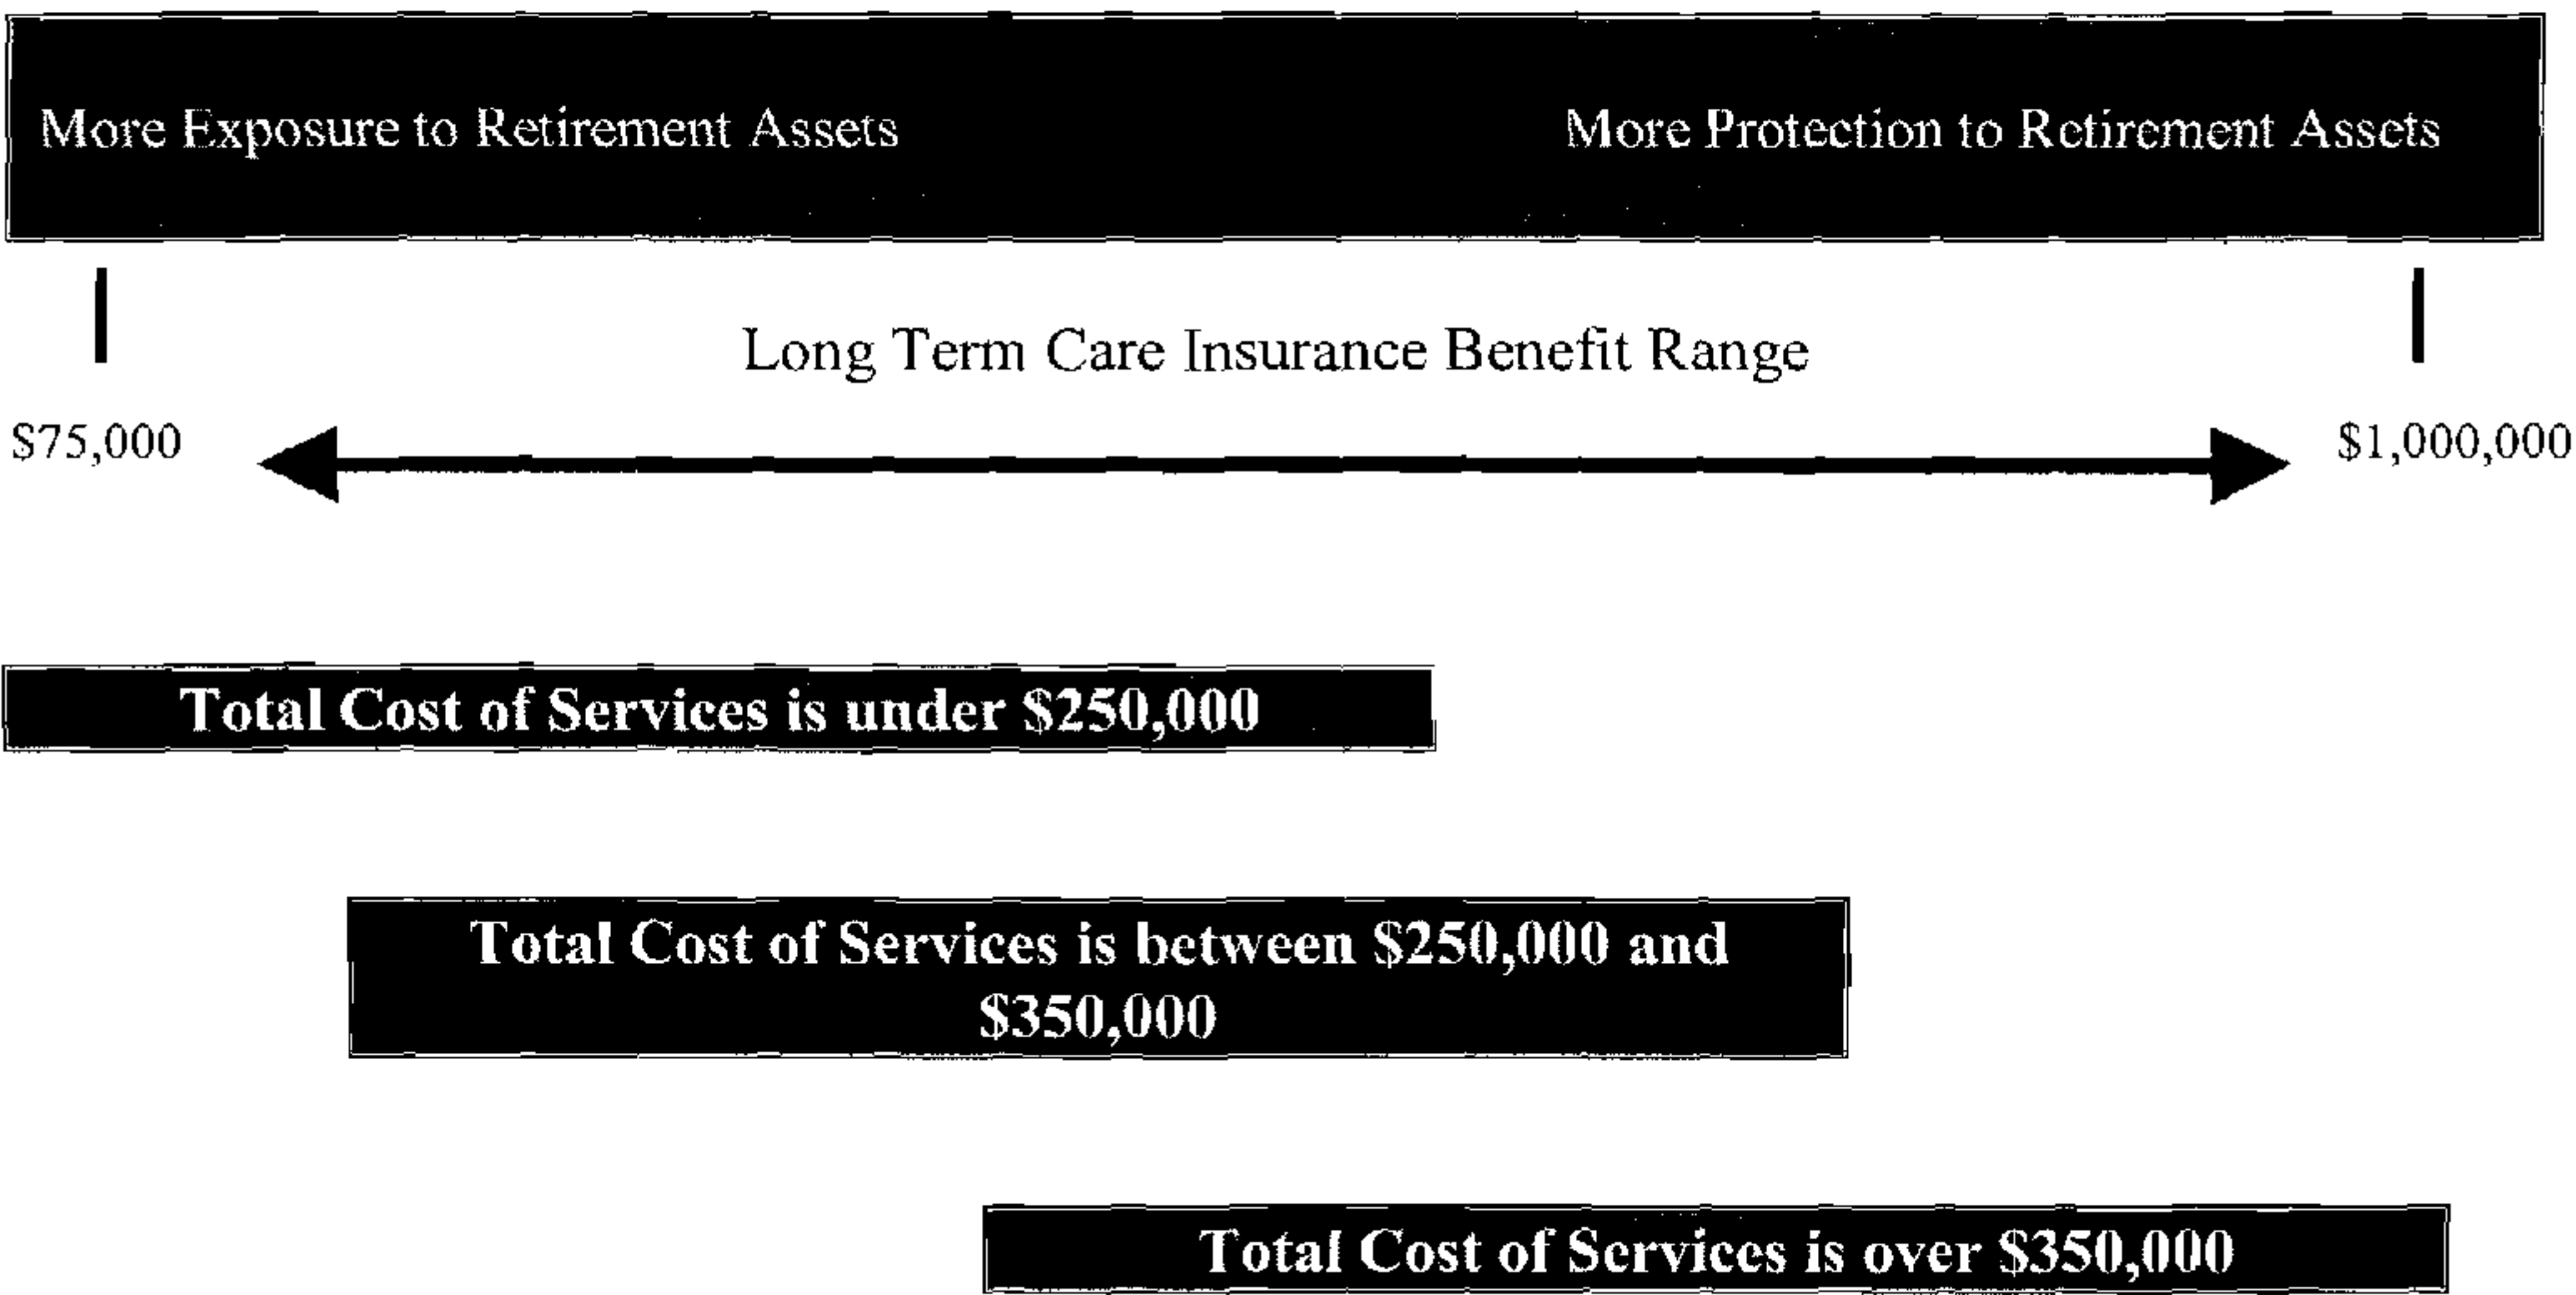 More Exposure to Retirement Assets
More Protection to Retirement Assets
Long Term Care Insurance Benefit Range
$75,000
$1,000,000
Total Cost of Services is under $250,000
Total Cost of Services is between $250,000 and
$350,000
Total Cost of Services is over $350,000